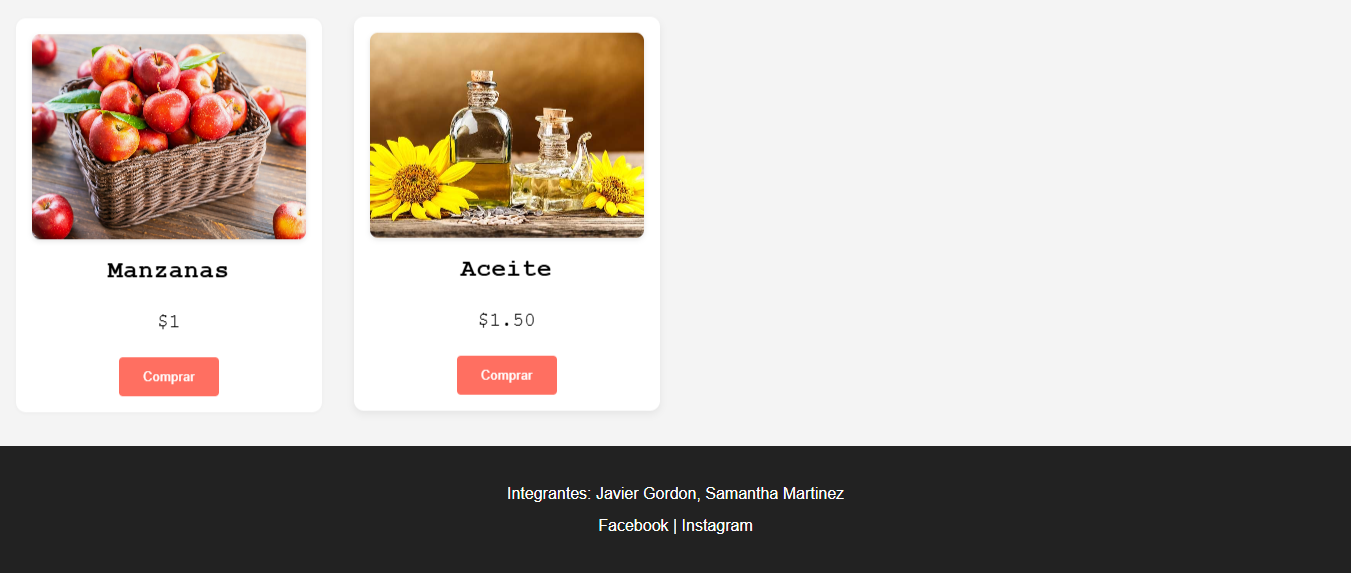 Manzanas
$1
Comprar
Aceite
$1.50
Comprar
Integrantes: Javier Gordon, Samantha Martinez
Facebook | Instagram